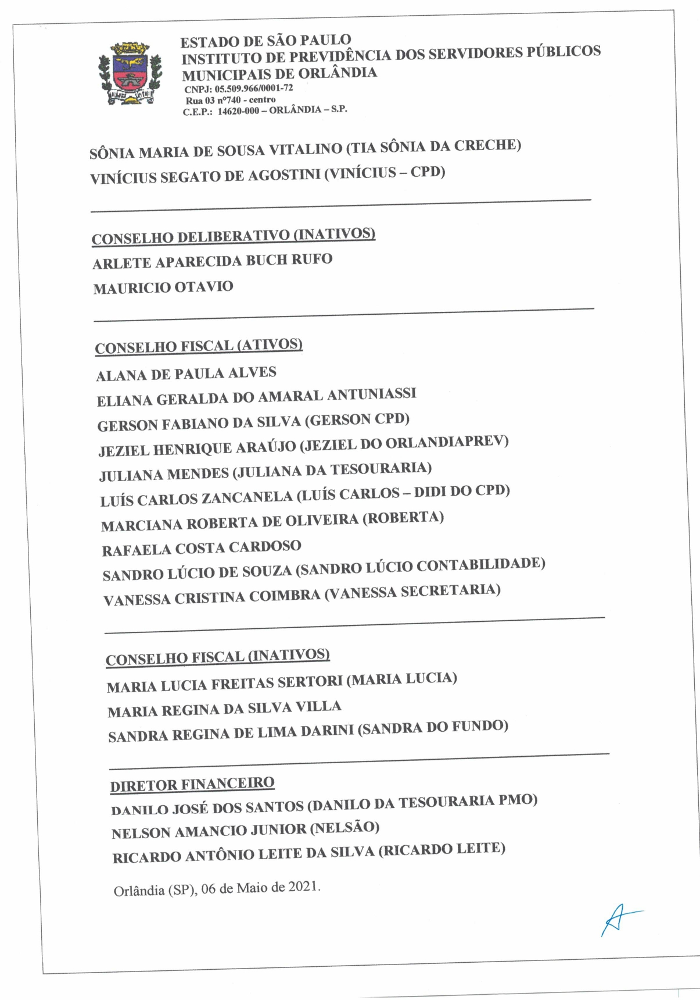 ESTADO DE SÃO PAULO
INSTITUTO DE PREVIDÊNCIA DOS SERVIDORES PÚBLICOS
MUNICIPAIS DE ORLÂNDIA
CNPJ: 05.509.966/0001-72
Rua 03 nº740 - centro
C.E.P.: 14620-000 – ORLÂNDIA – S.P.
SÔNIA MARIA DE SOUSA VITALINO (TIA SÔNIA DA CRECHE)
VINÍCIUS SEGATO DE AGOSTINI (VINÍCIUS – CPD)
CONSELHO DELIBERATIVO (INATIVOS)
ARLETE APARECIDA BUCH RUFO
MAURICIO OTAVIO
CONSELHO FISCAL (ATIVOS)
ALANA DE PAULA ALVES
ELIANA GERALDA DO AMARAL ANTUNIASSI
GERSON FABIANO DA SILVA (GERSON CPD)
JEZIEL HENRIQUE ARAÚJO (JEZIEL DO ORLANDIAPREV)
JULIANA MENDES (JULIANA DA TESOURARIA)
LUÍS CARLOS ZANCANELA (LUÍS CARLOS – DIDI DO CPD)
MARCIANA ROBERTA DE OLIVEIRA (ROBERTA)
RAFAELA COSTA CARDOSO
SANDRO LÚCIO DE SOUZA (SANDRO LÚCIO CONTABILIDADE)
VANESSA CRISTINA COIMBRA (VANESSA SECRETARIA)
CONSELHO FISCAL (INATIVOS)
MARIA LUCIA FREITAS SERTORI (MARIA LUCIA)
MARIA REGINA DA SILVA VILLA
SANDRA REGINA DE LIMA DARINI (SANDRA DO FUNDO)
DIRETOR FINANCEIRO
DANILO JOSÉ DOS SANTOS (DANILO DA TESOURARIA PMO)
NELSON AMANCIO JUNIOR (NELSÃO)
RICARDO ANTÔNIO LEITE DA SILVA (RICARDO LEITE)
Orlândia (SP), 06 de Maio de 2021.